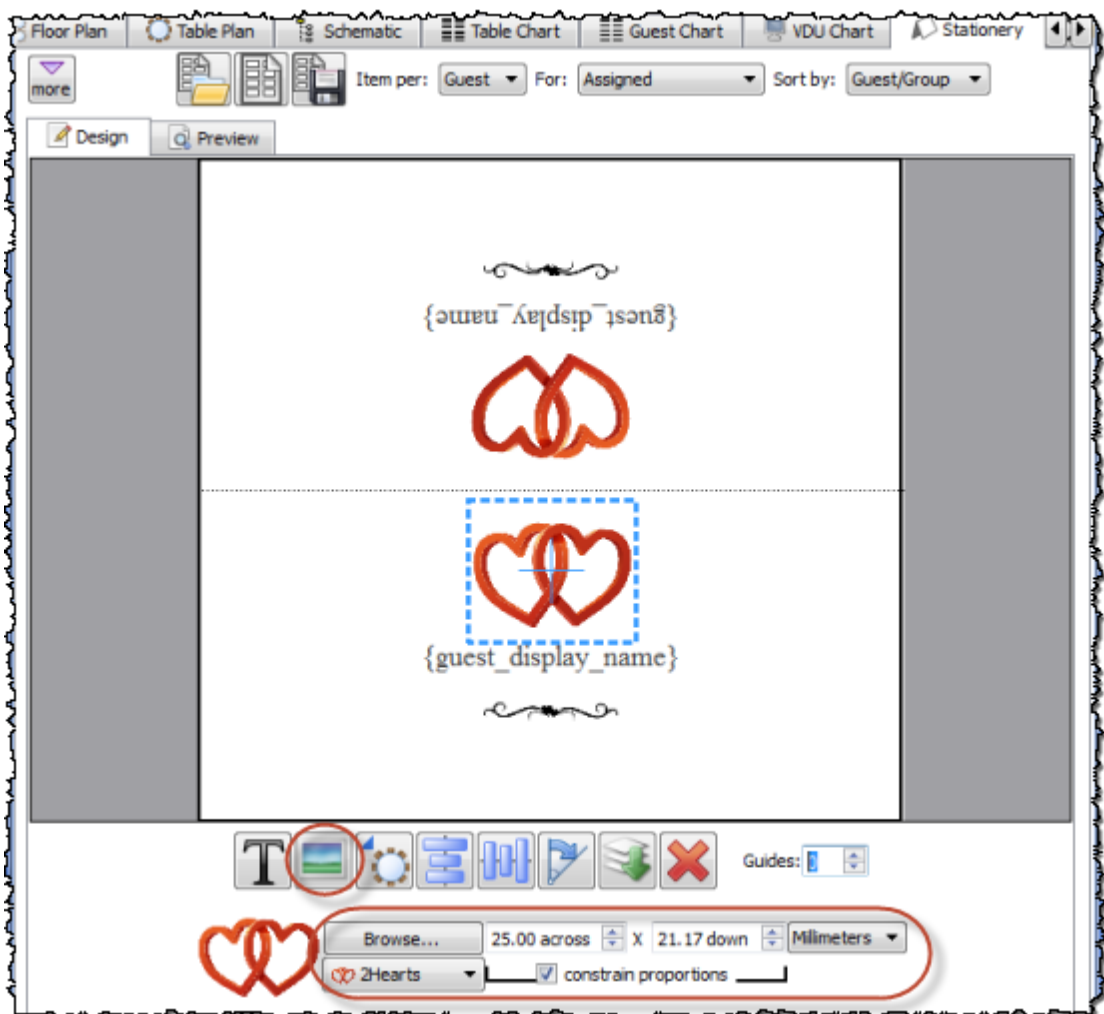 Floor Plan Table Plan Schematic Table Chart Guest Chart VDU Chart Stationery
more Item per: Guest For: Assigned Sort by: Guest/Group
Design Preview
{guest_display_name}
{guest_display_name}
T Guides:
Browse... 25.00 across X 21.17 down Milimeters
2Hearts constrain proportions